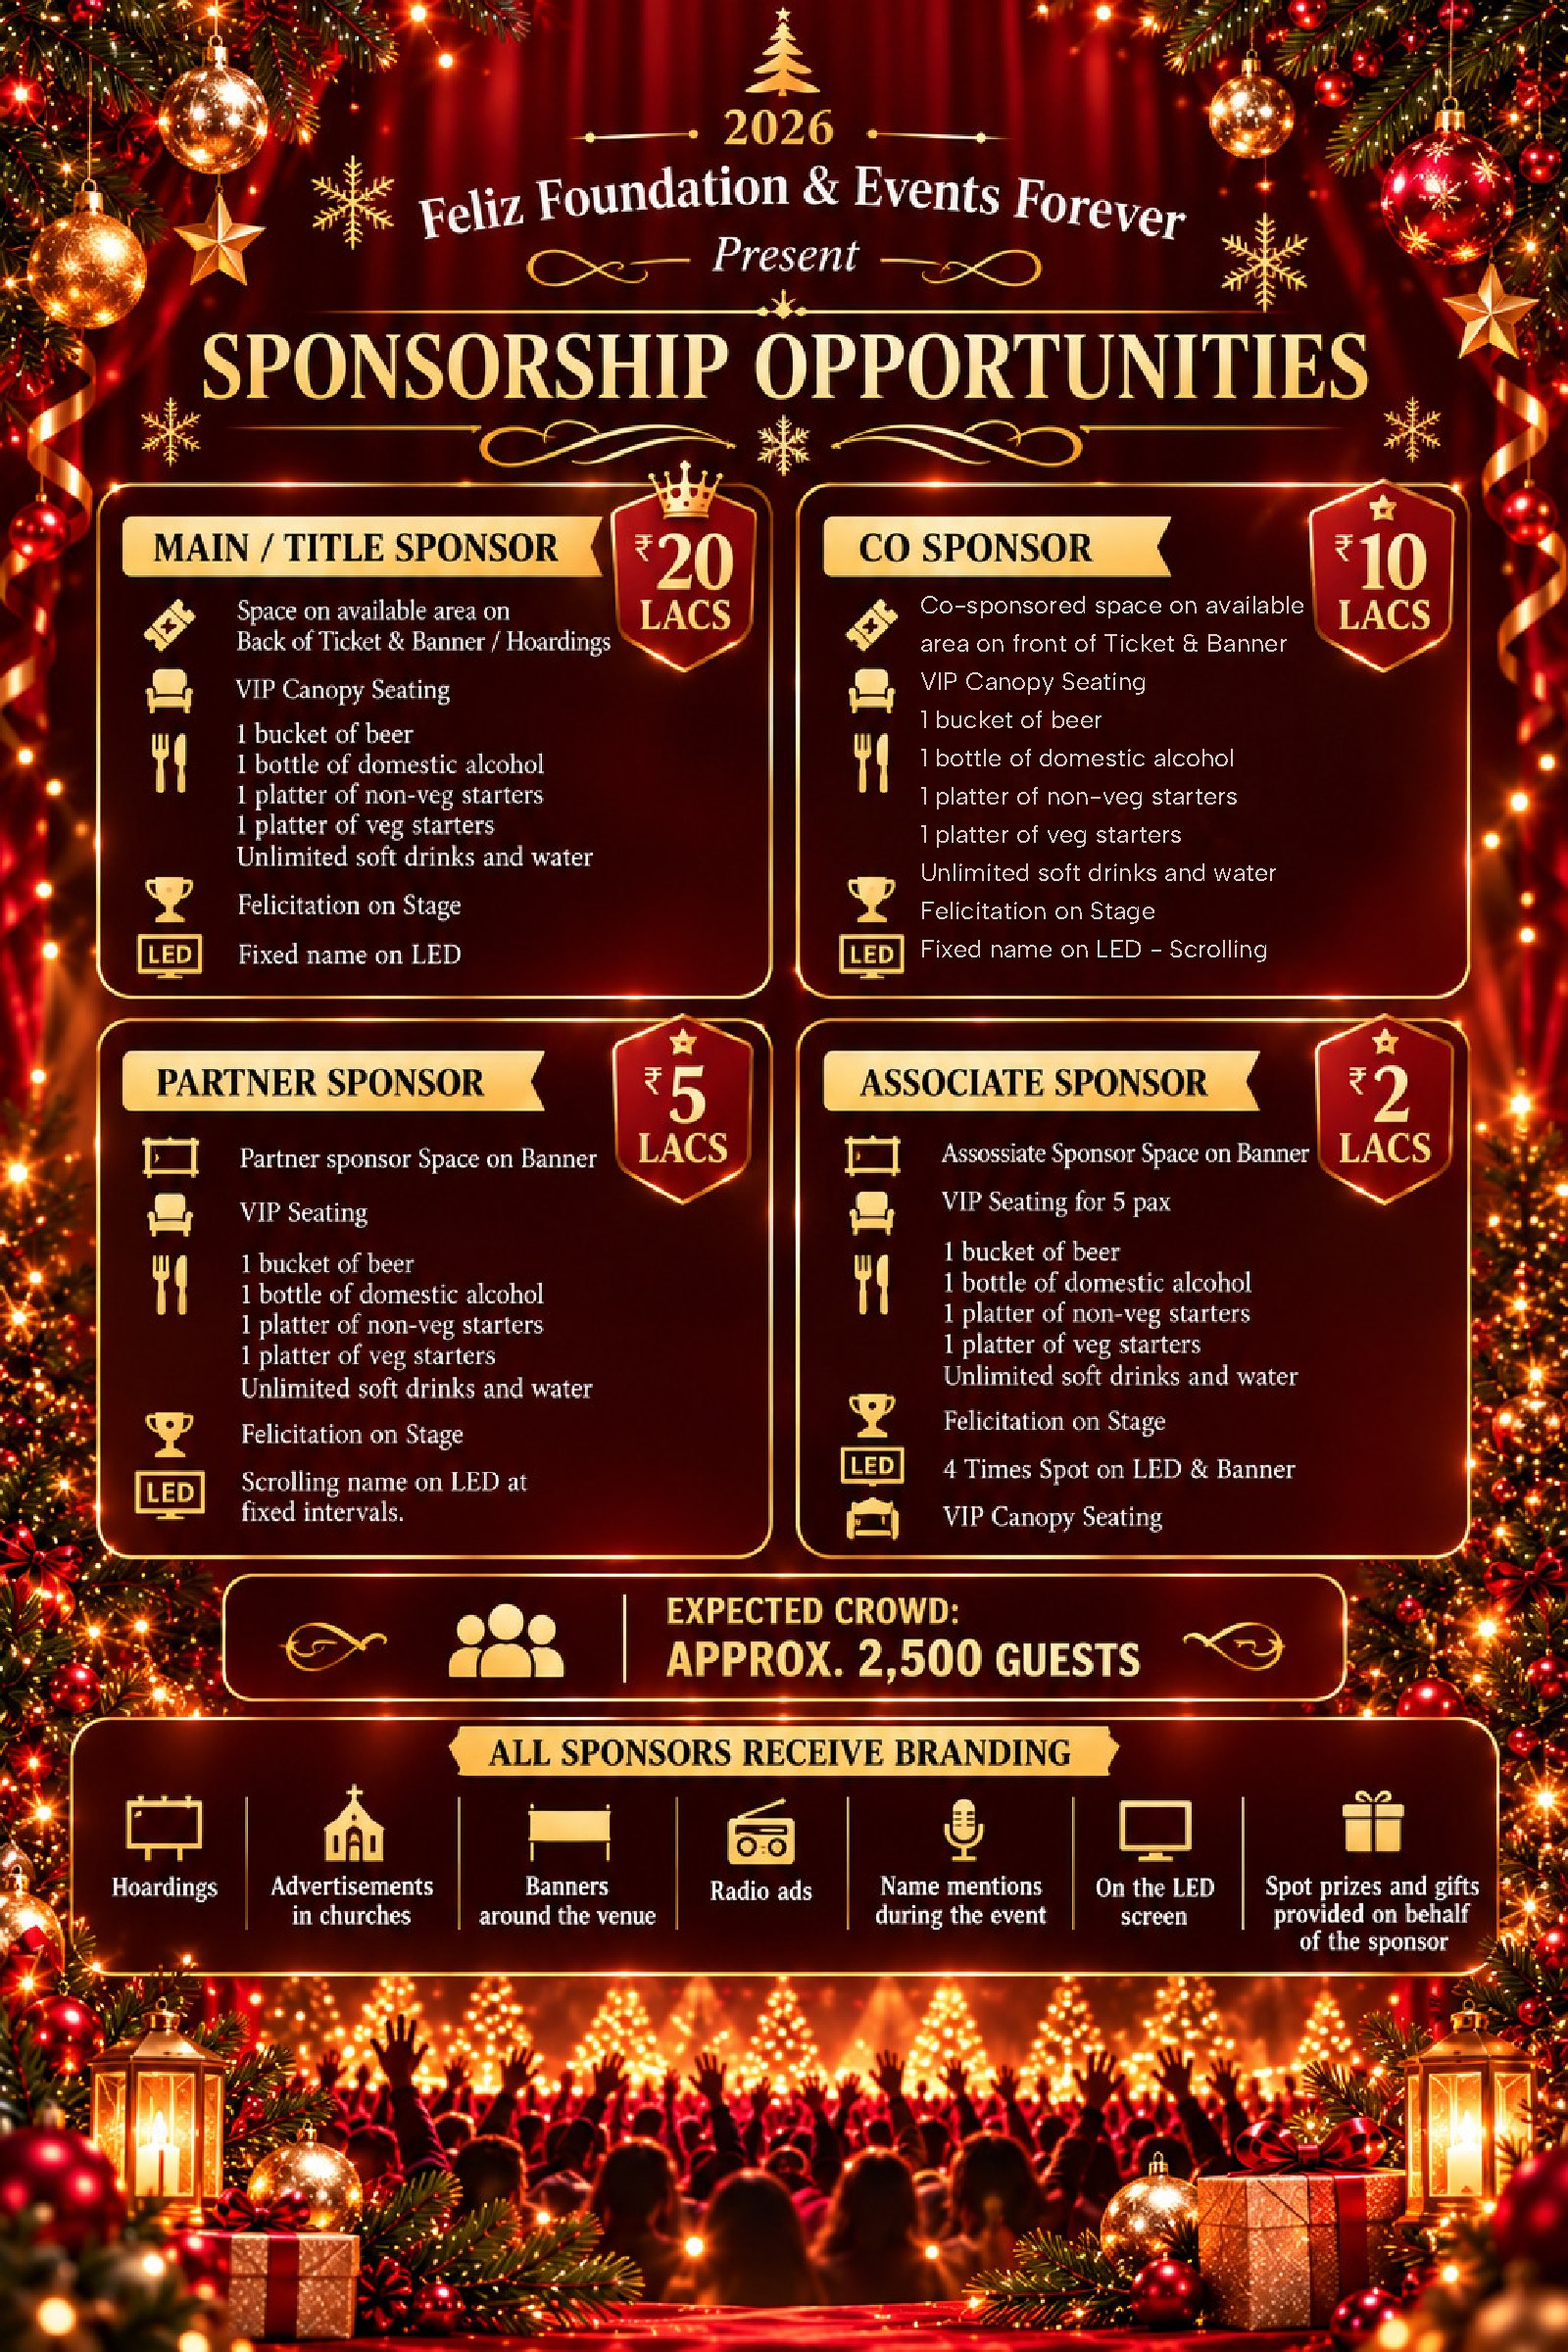 2026
Feliz Foundation & Events Forever
Present
SPONSORSHIP OPPORTUNITIES
MAIN / TITLE SPONSOR
₹20
LACS
Space on available area on
Back of Ticket & Banner / Hoardings
VIP Canopy Seating
1 bucket of beer
1 bottle of domestic alcohol
1 platter of non-veg starters
1 platter of veg starters
Unlimited soft drinks and water
Felicitation on Stage
LED
Fixed name on LED
CO SPONSOR
₹10
LACS
Co-sponsored space on available
area on front of Ticket & Banner
VIP Canopy Seating
1 bucket of beer
1 bottle of domestic alcohol
1 platter of non-veg starters
1 platter of veg starters
Unlimited soft drinks and water
Felicitation on Stage
LED
Fixed name on LED - Scrolling
PARTNER SPONSOR
₹5
LACS
Partner sponsor Space on Banner
VIP Seating
1 bucket of beer
1 bottle of domestic alcohol
1 platter of non-veg starters
1 platter of veg starters
Unlimited soft drinks and water
Felicitation on Stage
LED
Scrolling name on LED at
fixed intervals.
ASSOCIATE SPONSOR
₹2
LACS
Assossiate Sponsor Space on Banner
VIP Seating for 5 pax
1 bucket of beer
1 bottle of domestic alcohol
1 platter of non-veg starters
1 platter of veg starters
Unlimited soft drinks and water
Felicitation on Stage
LED
4 Times Spot on LED & Banner
VIP Canopy Seating
EXPECTED CROWD:
APPROX. 2,500 GUESTS
ALL SPONSORS RECEIVE BRANDING
Hoardings
Advertisements
in churches
Banners
around the venue
Radio ads
Name mentions
during the event
On the LED
screen
Spot prizes and gifts
provided on behalf
of the sponsor